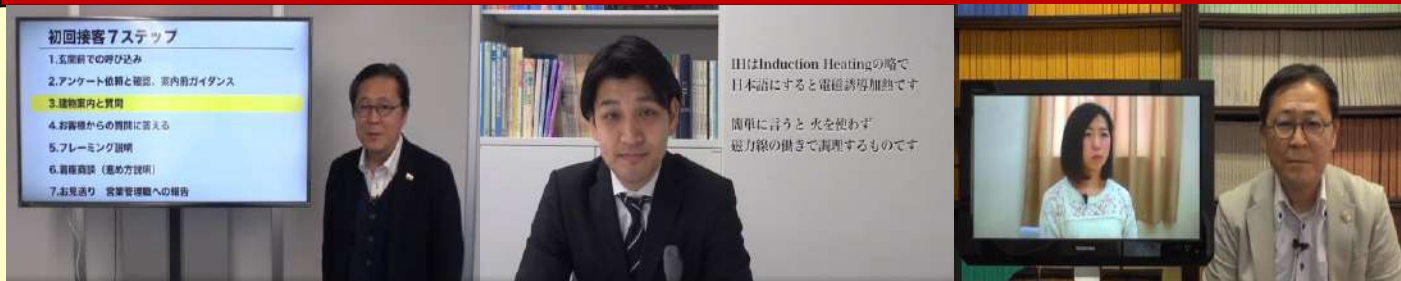 初回接客7ステップ
1.玄関前での呼び込み
2.アンケート依頼と確認、案内前ガイダンス
3.建物案内と質問
4.お客様からの質問に答える
5.フレーミング説明
6.着座商談（進め方説明）
7.お見送り 営業管理職への報告
IHはInduction Heatingの略で
日本語にすると電磁誘導加熱です
簡単に言うと 火を使わず
磁力線の働きで調理するものです
TOSHIBA